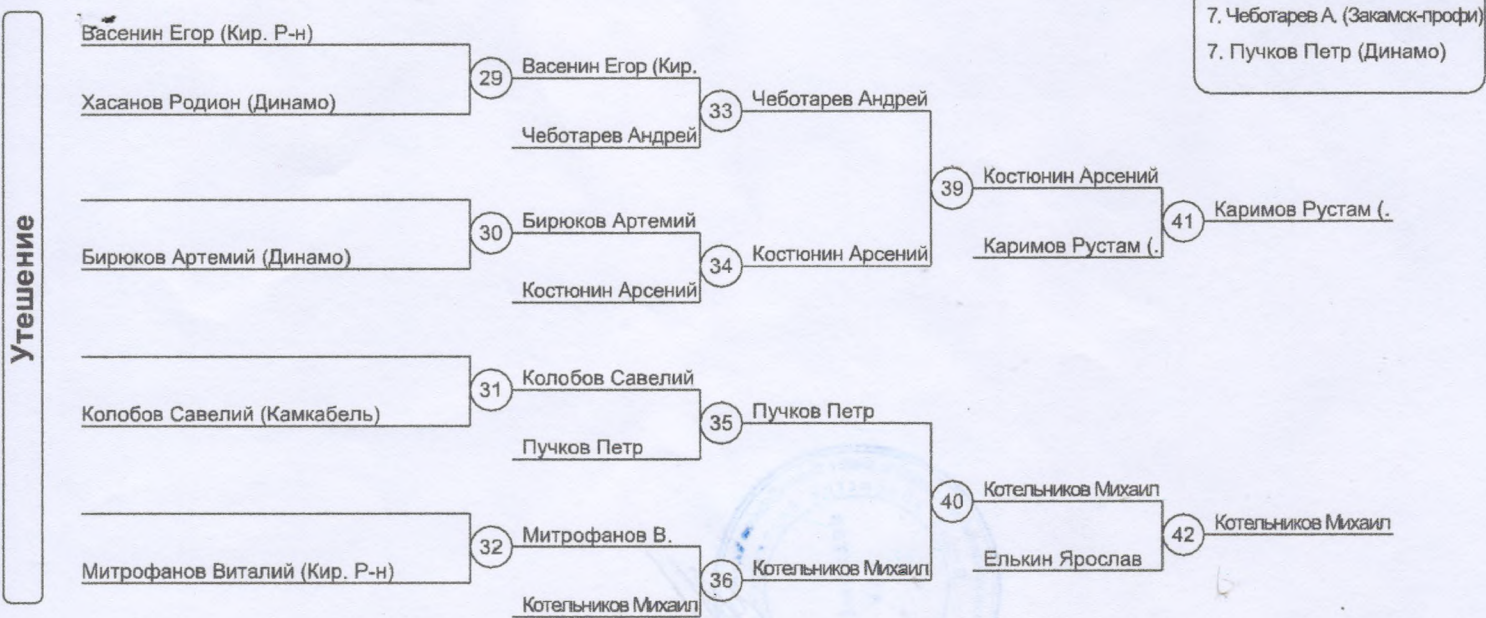 7. Чеботарев А. (Закамск-профи)
7. Пучков Петр (Динамо)
Утешение
Васенин Егор (Кир. Р-н)
Хасанов Родион (Динамо)
29
Васенин Егор (Кир.
Чеботарев Андрей
33
Чеботарев Андрей
30
Бирюков Артемий (Динамо)
Бирюков Артемий
Костюнин Арсений
34
Костюнин Арсений
39
Костюнин Арсений
Каримов Рустам (.
41
Каримов Рустам (.
31
Колобов Савелий (Камкабель)
Колобов Савелий
Пучков Петр
35
Пучков Петр
32
Митрофанов Виталий (Кир. Р-н)
Митрофанов В.
Котельников Михаил
36
Котельников Михаил
40
Котельников Михаил
Елькин Ярослав
42
Котельников Михаил